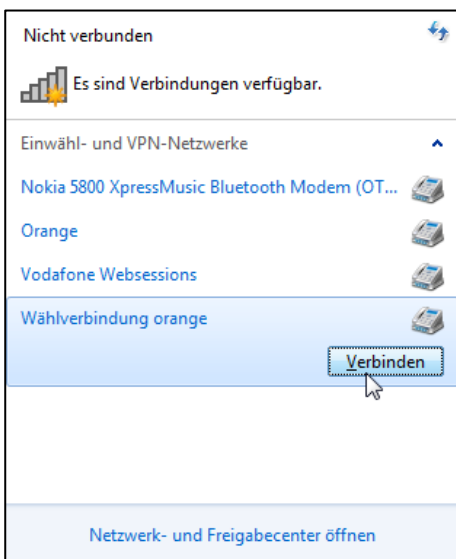 Nicht verbunden
Es sind Verbindungen verfügbar.
Einwähl- und VPN-Netzwerke
Nokia 5800 XpressMusic Bluetooth Modem (OT...
Orange
Vodafone Websessions
Wählverbindung orange
Verbinden
Netzwerk- und Freigabecenter öffnen